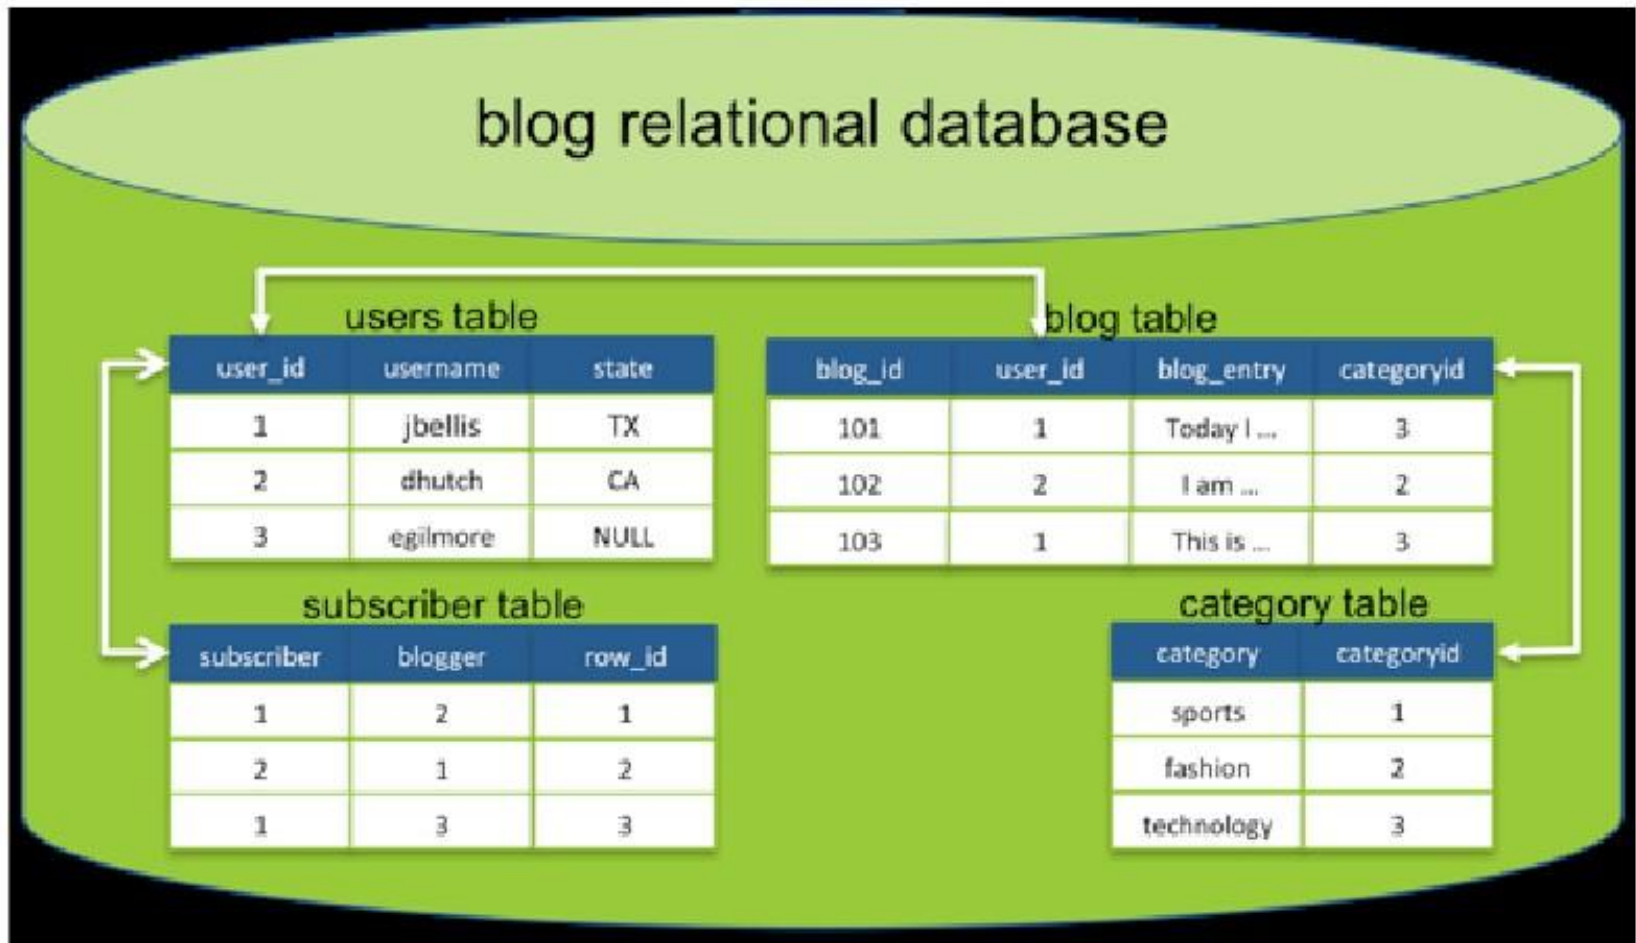 blog relational database
users table
user_id username state
1 jbellis TX
2 dhutch CA
3 egilmore NULL
blog table
blog_id user_id blog_entry categoryid
101 1 Today I ...
3
102 2 I am ...
2
103 1 This is ...
3
subscriber table
subscriber blogger row_id
1 2 1
2 1 2
1 3 3
category table
category categoryid
sports 1
fashion 2
technology 3